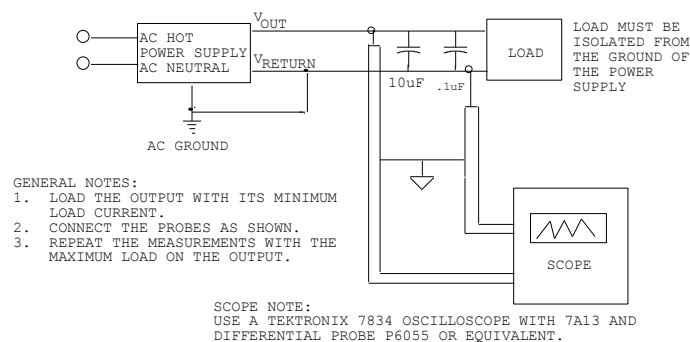 V OUT
AC HOT
POWER SUPPLY
AC NEUTRAL
V RETURN
AC GROUND
10uF
.1uF
LOAD
LOAD MUST BE
ISOLATED FROM
THE GROUND OF
THE POWER
SUPPLY
GENERAL NOTES:
1. LOAD THE OUTPUT WITH ITS MINIMUM
LOAD CURRENT.
2. CONNECT THE PROBES AS SHOWN.
3. REPEAT THE MEASUREMENTS WITH THE
MAXIMUM LOAD ON THE OUTPUT.
SCOPE
SCOPE NOTE:
USE A TEKTRONIX 7834 OSCILLOSCOPE WITH 7A13 AND
DIFFERENTIAL PROBE P6055 OR EQUIVALENT.